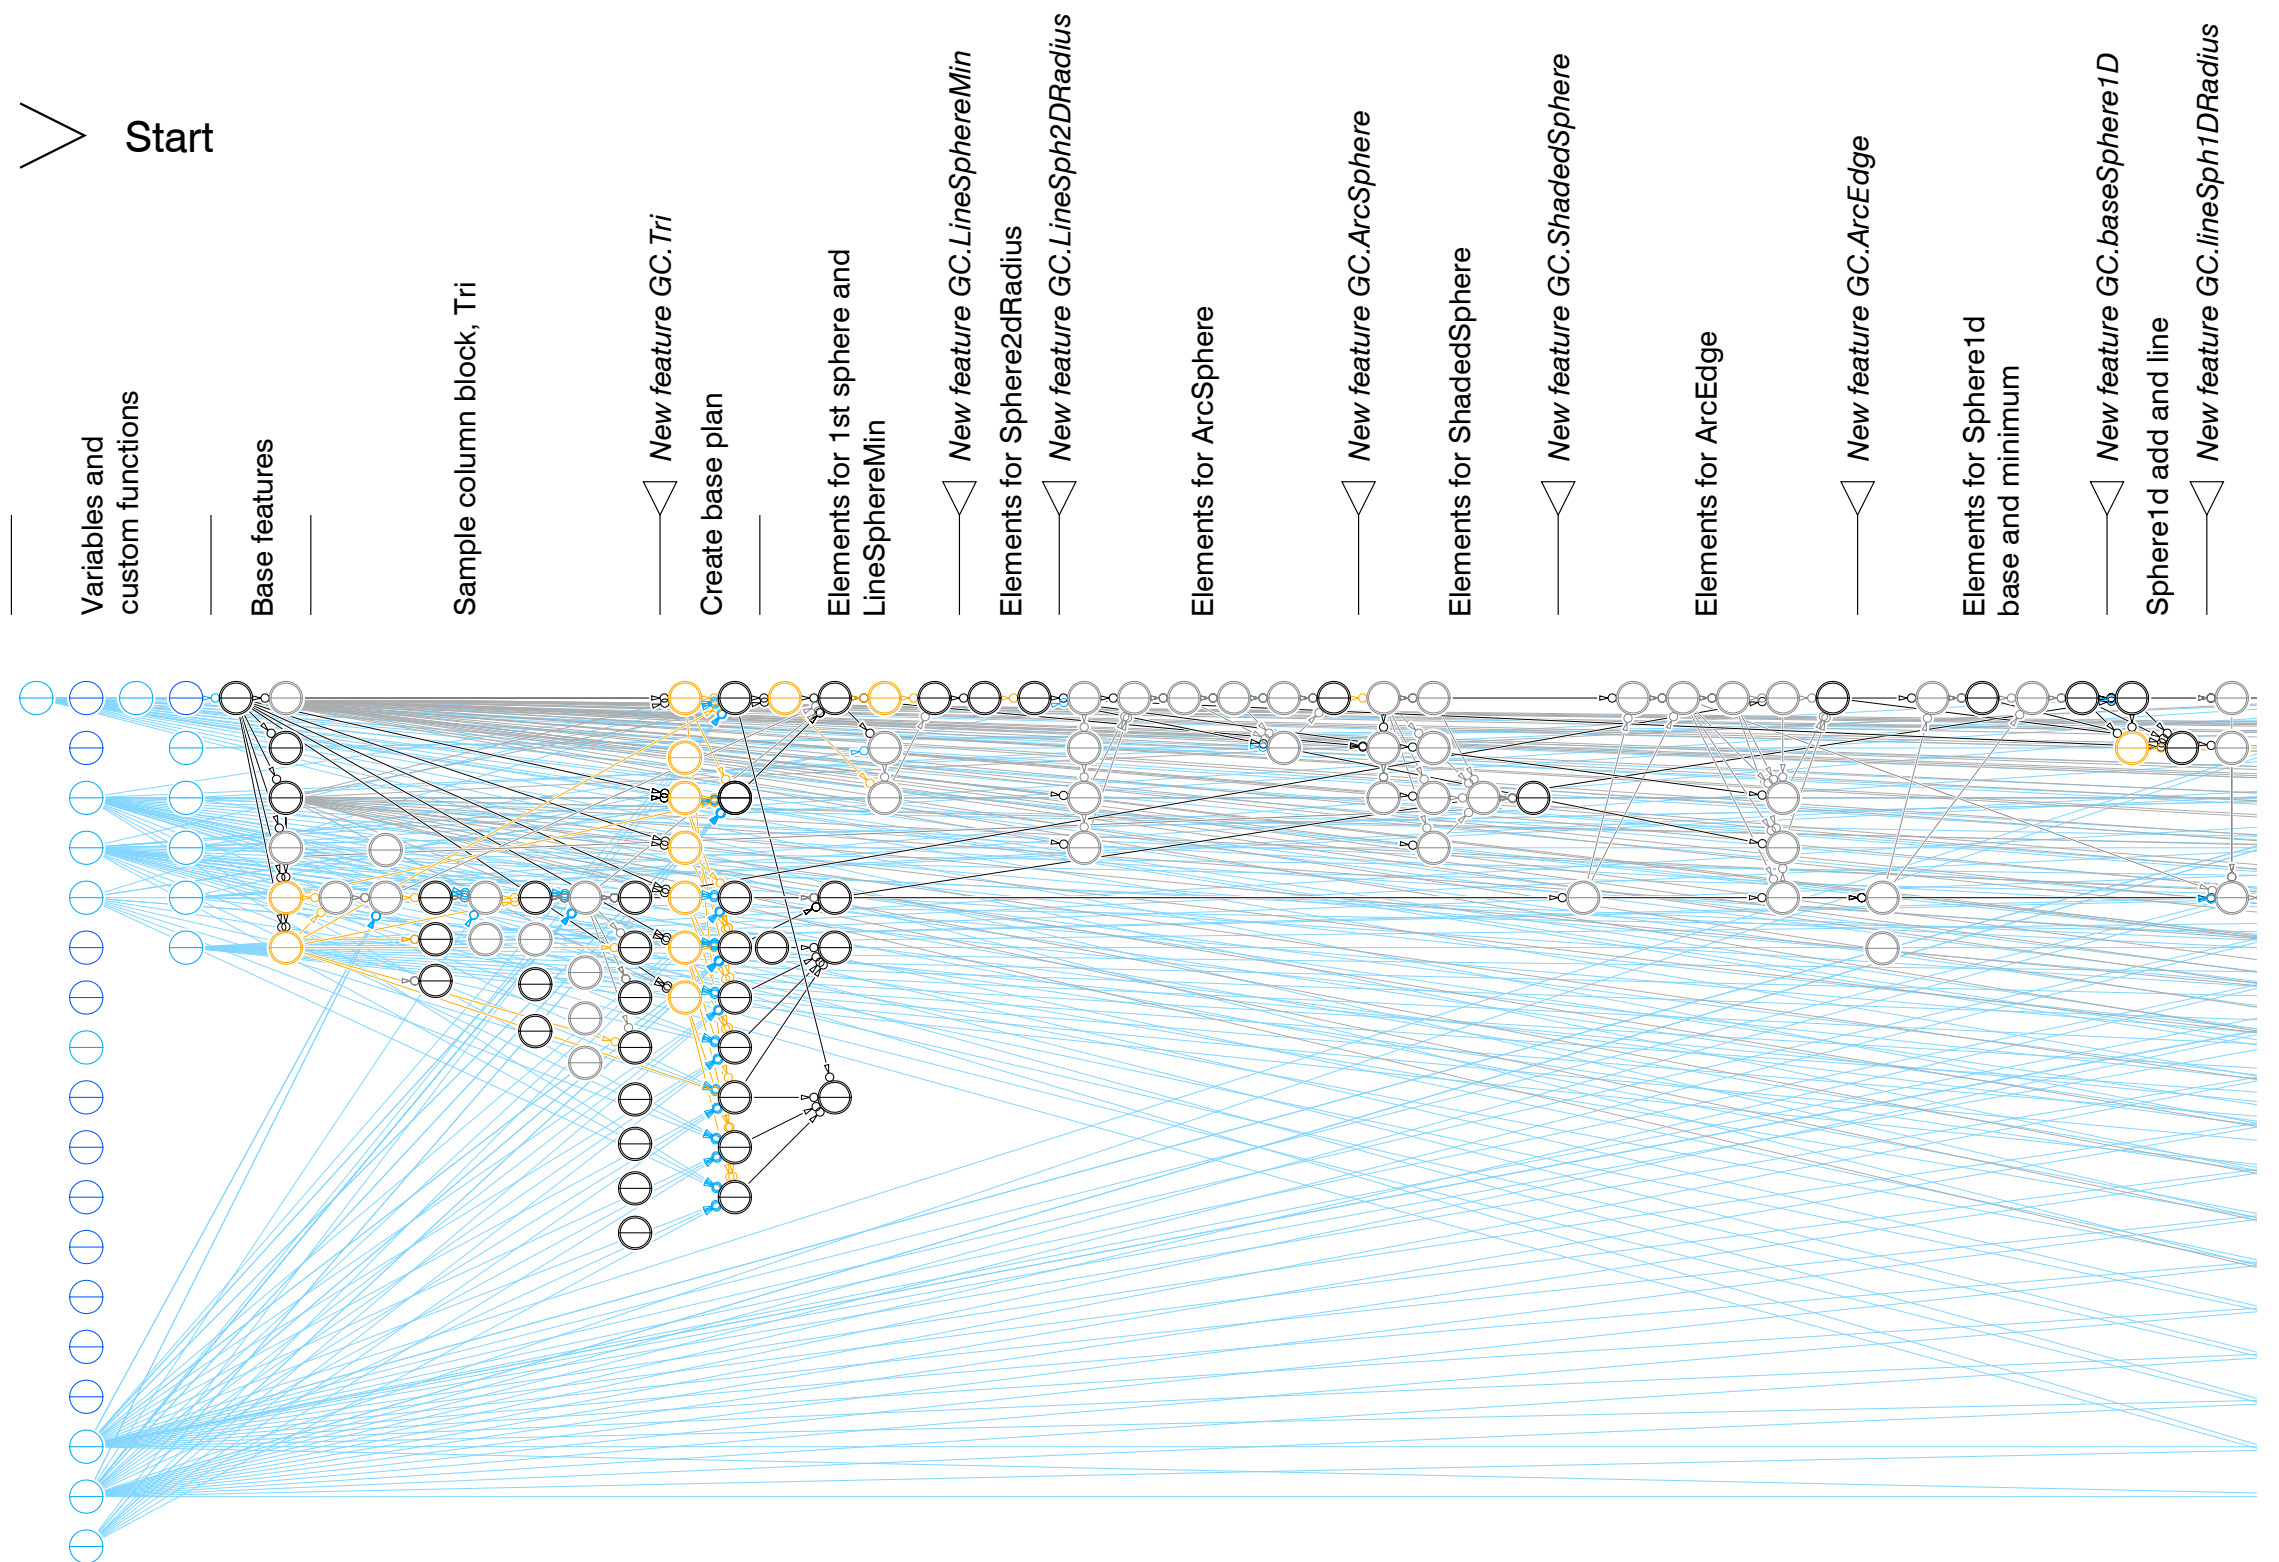 Start
Variables and
custom functions
Base features
Sample column block, Tri
New feature GC.Tri
Create base plan
Elements for 1st sphere and
LineSphereMin
New feature GC.LineSphereMin
Elements for Sphere2dRadius
New feature GC.LineSph2DRadius
Elements for ArcSphere
New feature GC.ArcSphere
Elements for ShadedSphere
New feature GC.ShadedSphere
Elements for ArcEdge
New feature GC.ArcEdge
Elements for Sphere1d
base and minimum
New feature GC.baseSphere1D
Sphere1d add and line
New feature GC.lineSph1DRadius